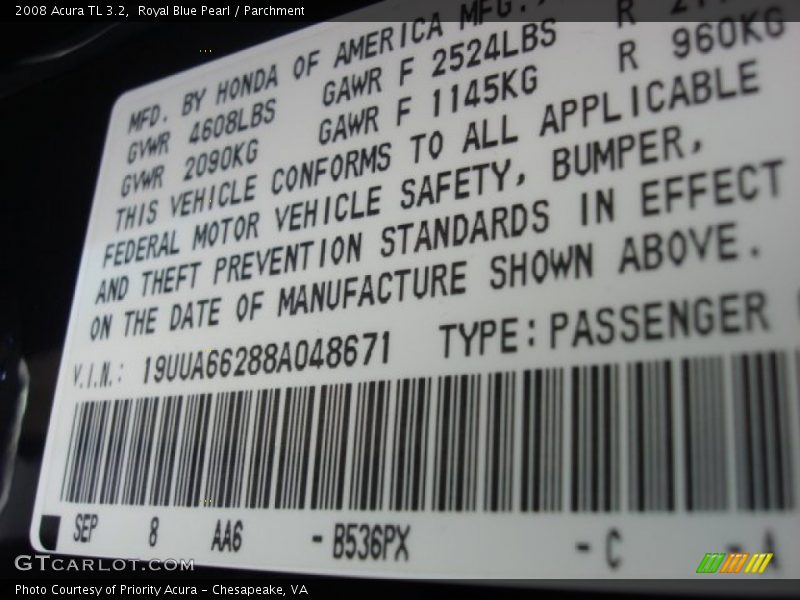 2008 Acura TL 3.2, Royal Blue Pearl / Parchment
MFD. BY HONDA OF AMERICA MFG.
GVWR 4608LBS GAWR F 2524LBS R
GVWR 2090KG GAWR F 1145KG R 960KG
THIS VEHICLE CONFORMS TO ALL APPLICABLE
FEDERAL MOTOR VEHICLE SAFETY, BUMPER,
AND THEFT PREVENTION STANDARDS IN EFFECT
ON THE DATE OF MANUFACTURE SHOWN ABOVE.
V.I.N.: 19UUA66288A048671 TYPE: PASSENGER
SEP 8 AA6 - B536PX - C
GTCARLOT.COM
Photo Courtesy of Priority Acura – Chesapeake, VA